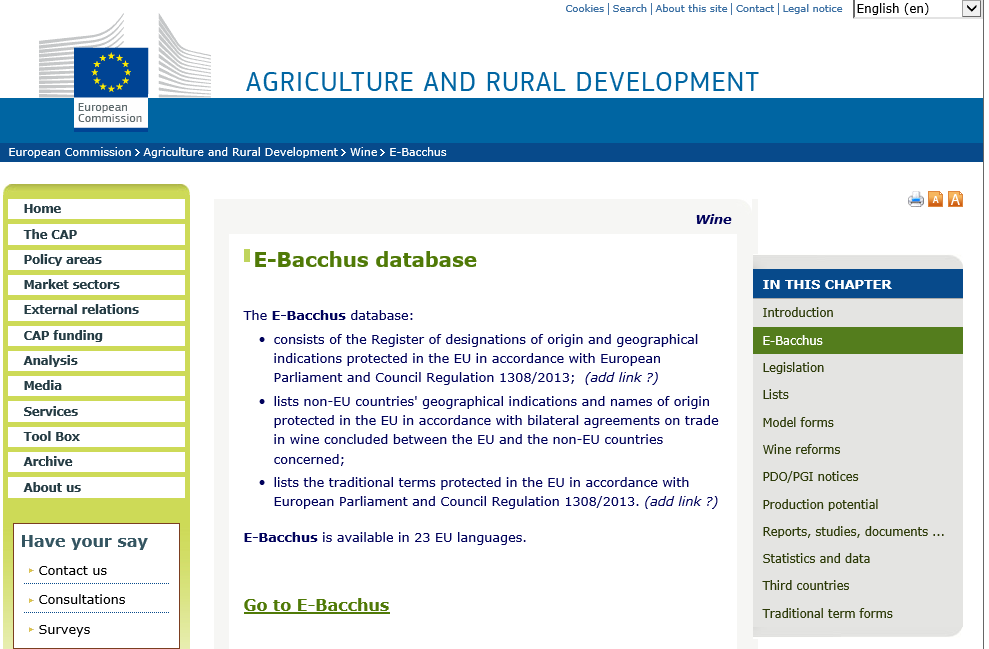 Cookies | Search | About this site | Contact | Legal notice English (en)
European
Commission
AGRICULTURE AND RURAL DEVELOPMENT
European Commission > Agriculture and Rural Development > Wine > E-Bacchus
Home
The CAP
Policy areas
Market sectors
External relations
CAP funding
Analysis
Media
Services
Tool Box
Archive
About us
Have your say
Contact us
Consultations
Surveys
Wine
E-Bacchus database
The E-Bacchus database:
• consists of the Register of designations of origin and geographical
indications protected in the EU in accordance with European
Parliament and Council Regulation 1308/2013; (add link ?)
• lists non-EU countries' geographical indications and names of origin
protected in the EU in accordance with bilateral agreements on trade
in wine concluded between the EU and the non-EU countries
concerned;
• lists the traditional terms protected in the EU in accordance with
European Parliament and Council Regulation 1308/2013. (add link ?)
E-Bacchus is available in 23 EU languages.
Go to E-Bacchus
A A
IN THIS CHAPTER
Introduction
E-Bacchus
Legislation
Lists
Model forms
Wine reforms
PDO/PGI notices
Production potential
Reports, studies, documents ...
Statistics and data
Third countries
Traditional term forms